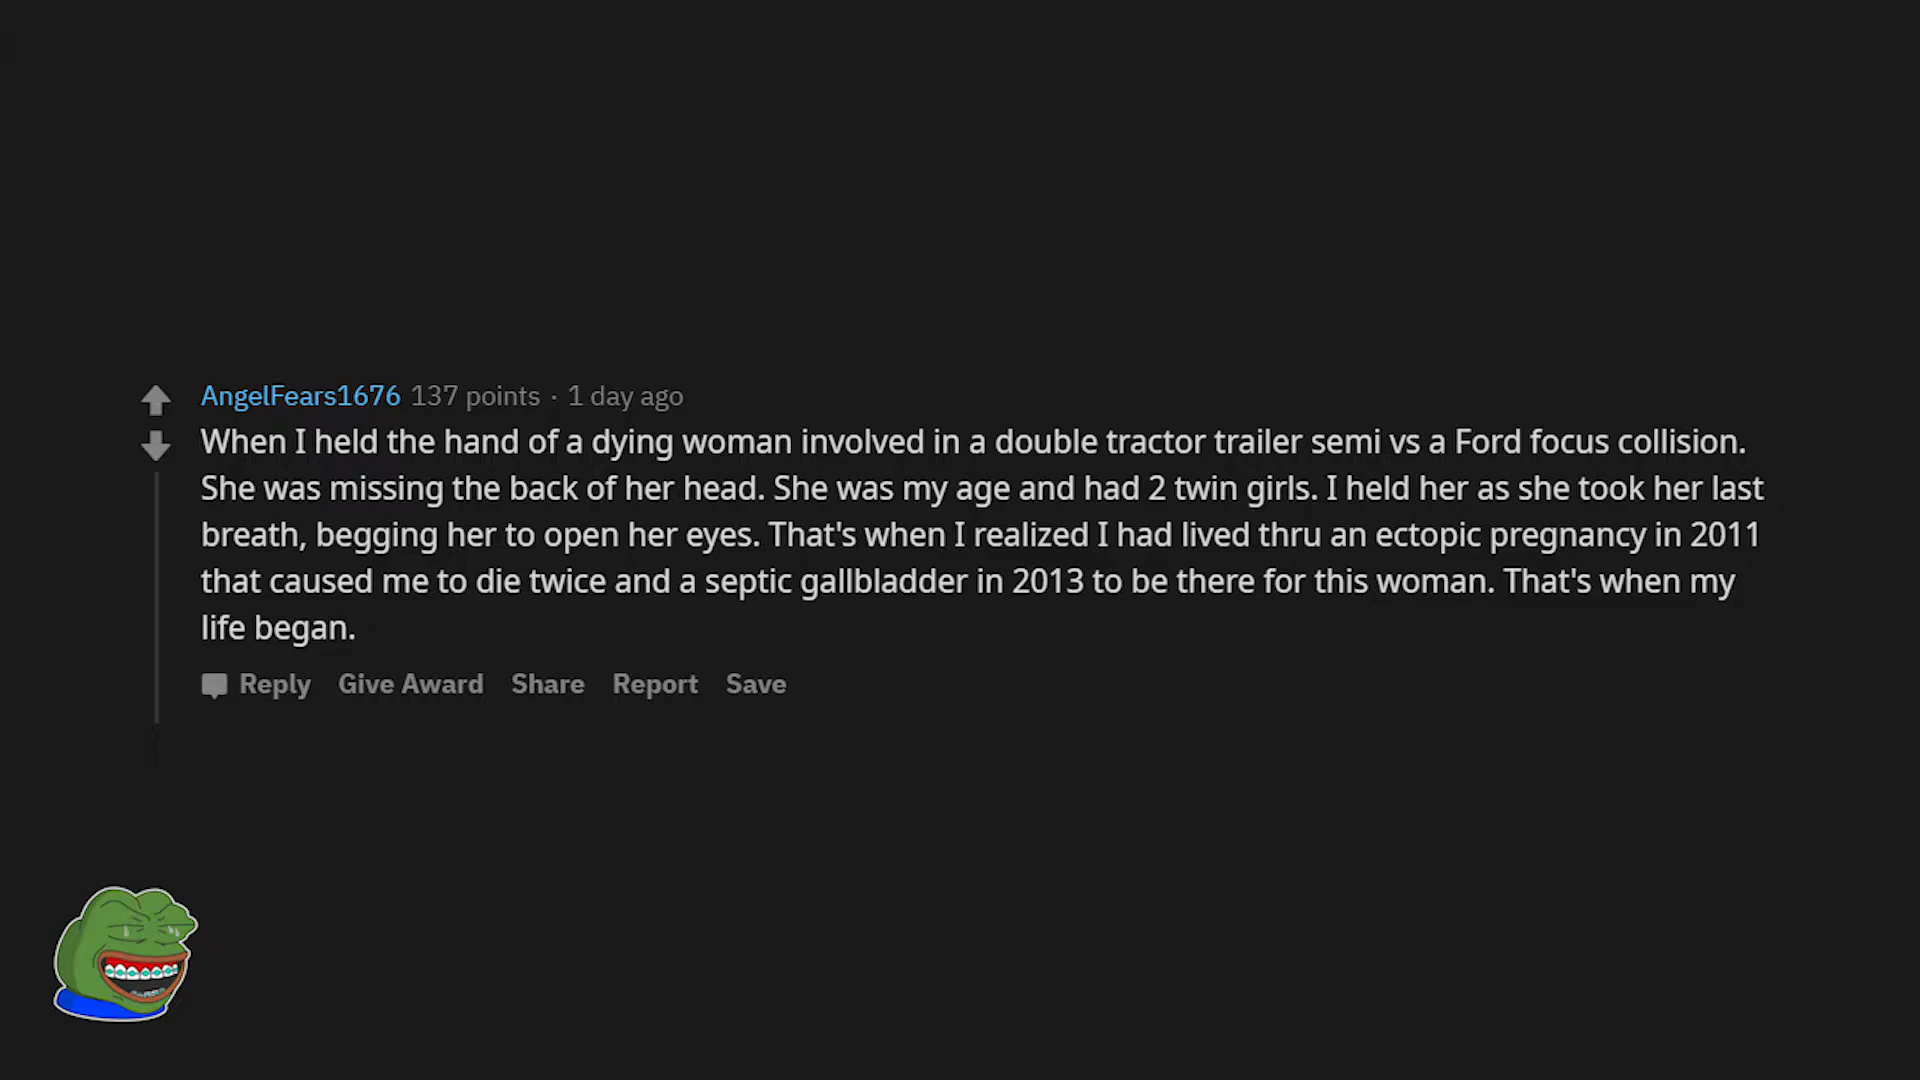 AngelFears1676 137 points · 1 day ago
When I held the hand of a dying woman involved in a double tractor trailer semi vs a Ford focus collision.
She was missing the back of her head. She was my age and had 2 twin girls. I held her as she took her last
breath, begging her to open her eyes. That's when I realized I had lived thru an ectopic pregnancy in 2011
that caused me to die twice and a septic gallbladder in 2013 to be there for this woman. That's when my
life began.
Reply Give Award Share Report Save